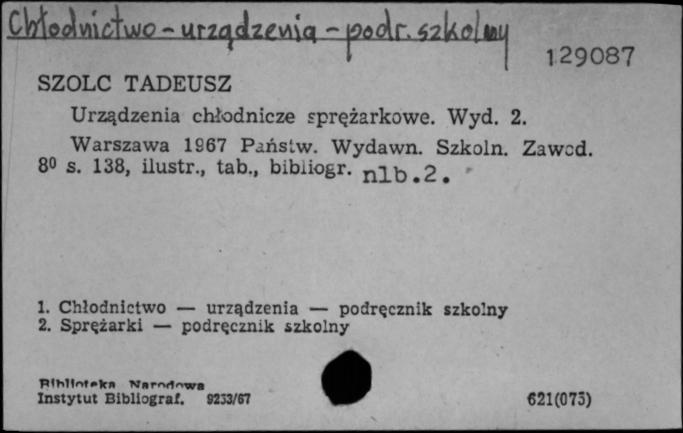 Chłodnictwo - urządzenia - podr. szkolny
129087
SZOLC TADEUSZ
Urządzenia chłodnicze sprężarkowe. Wyd. 2.
Warszawa 1967 Państw. Wydawn. Szkoln. Zawod.
8⁰ s. 138, ilustr., tab., bibliogr. nlb.2.
1. Chłodnictwo — urządzenia — podręcznik szkolny
2. Sprężarki — podręcznik szkolny
Biblioteka Narodowa
Instytut Bibliograf. 9233/67
621(075)